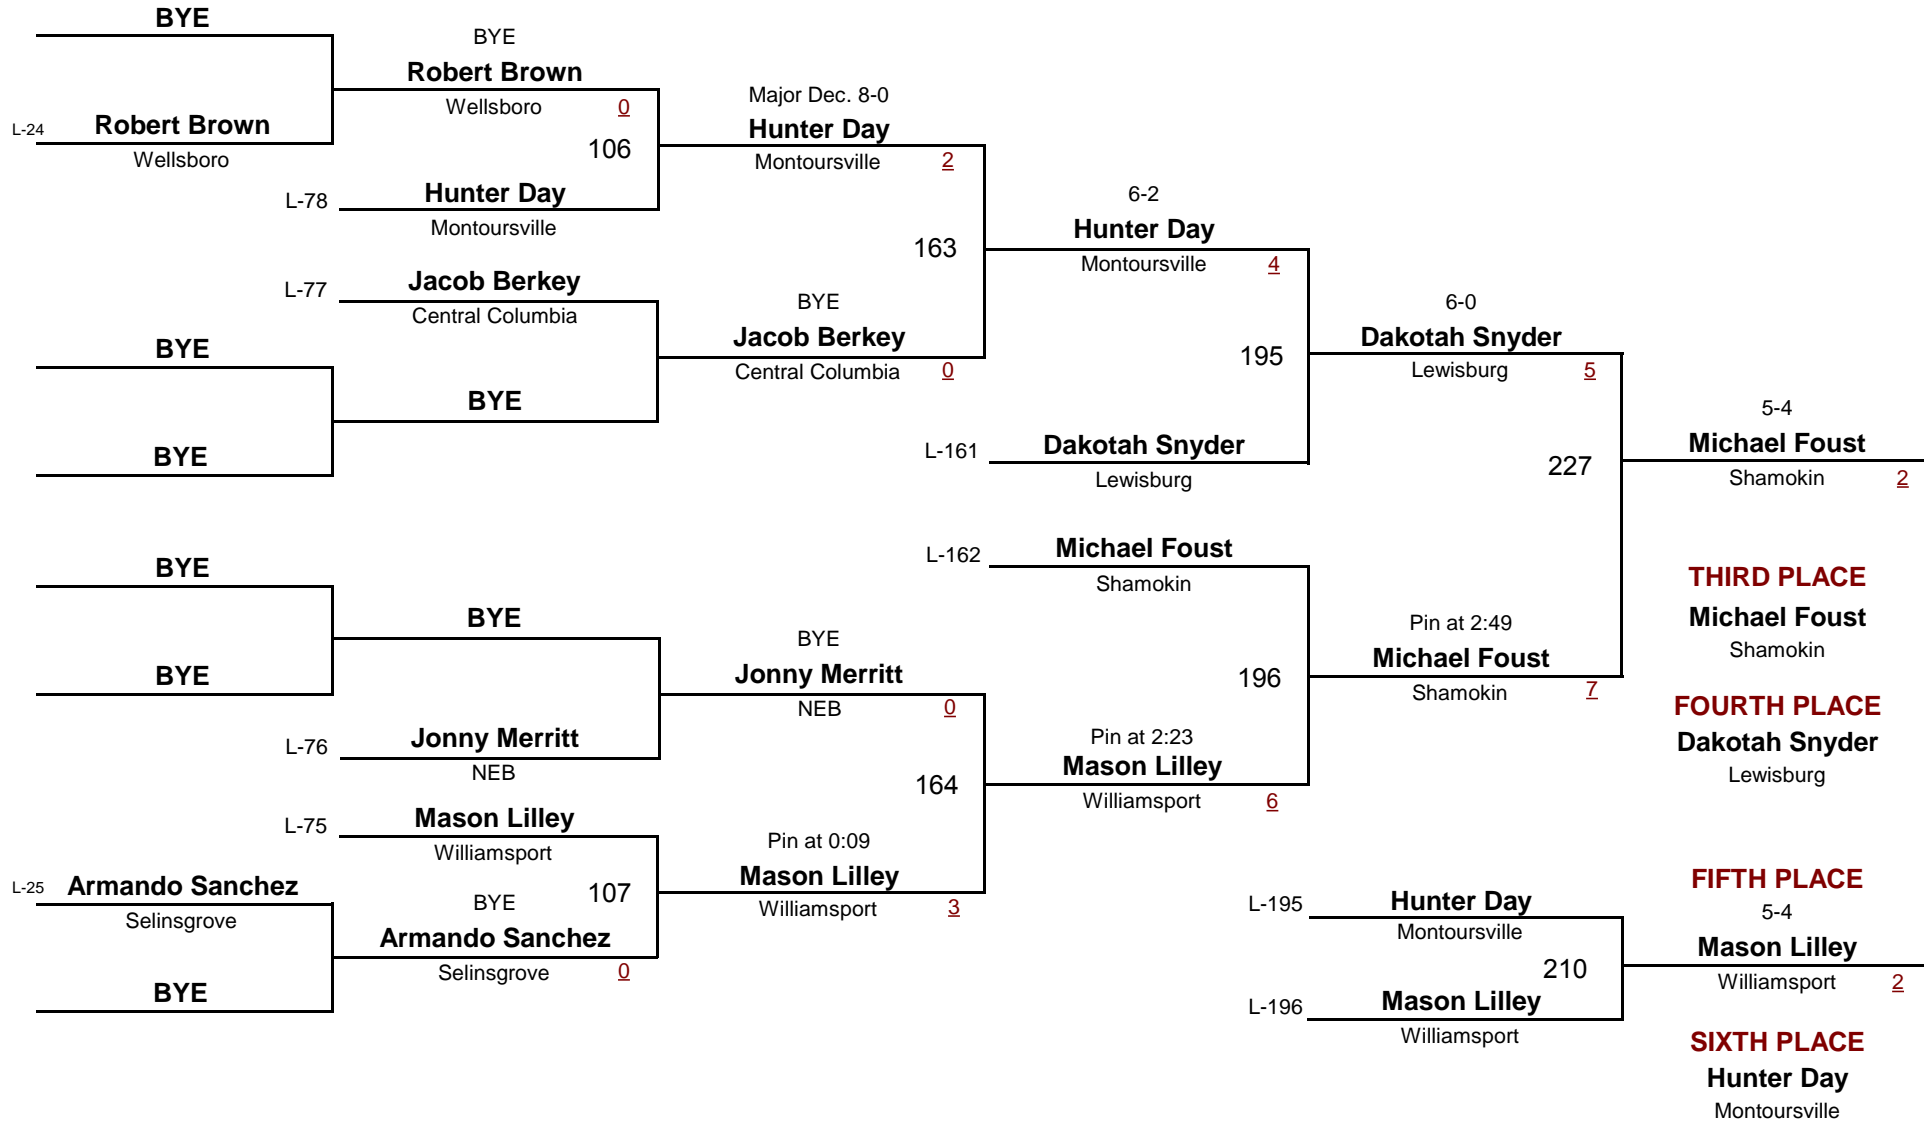 BYE
L-24 Robert Brown
Wellsboro
BYE
Robert Brown
Wellsboro 0
106
L-78 Hunter Day
Montoursville
Major Dec. 8-0
Hunter Day
Montoursville 2
L-77 Jacob Berkey
Central Columbia
BYE
BYE
BYE
BYE
Jacob Berkey
Central Columbia 0
163
6-2
Hunter Day
Montoursville 4
195
L-161 Dakotah Snyder
Lewisburg
6-0
Dakotah Snyder
Lewisburg 5
227
5-4
Michael Foust
Shamokin 2
BYE
BYE
BYE
L-76 Jonny Merritt
NEB
BYE
Jonny Merritt
NEB 0
164
L-75 Mason Lilley
Williamsport
L-25 Armando Sanchez
Selinsgrove
BYE
107
BYE
Armando Sanchez
Selinsgrove 0
Pin at 0:09
Mason Lilley
Williamsport 3
L-162 Michael Foust
Shamokin
196
Pin at 2:23
Mason Lilley
Williamsport 6
Pin at 2:49
Michael Foust
Shamokin 7
THIRD PLACE
Michael Foust
Shamokin
FOURTH PLACE
Dakotah Snyder
Lewisburg
L-195 Hunter Day
Montoursville
210
L-196 Mason Lilley
Williamsport
FIFTH PLACE
5-4
Mason Lilley
Williamsport 2
SIXTH PLACE
Hunter Day
Montoursville